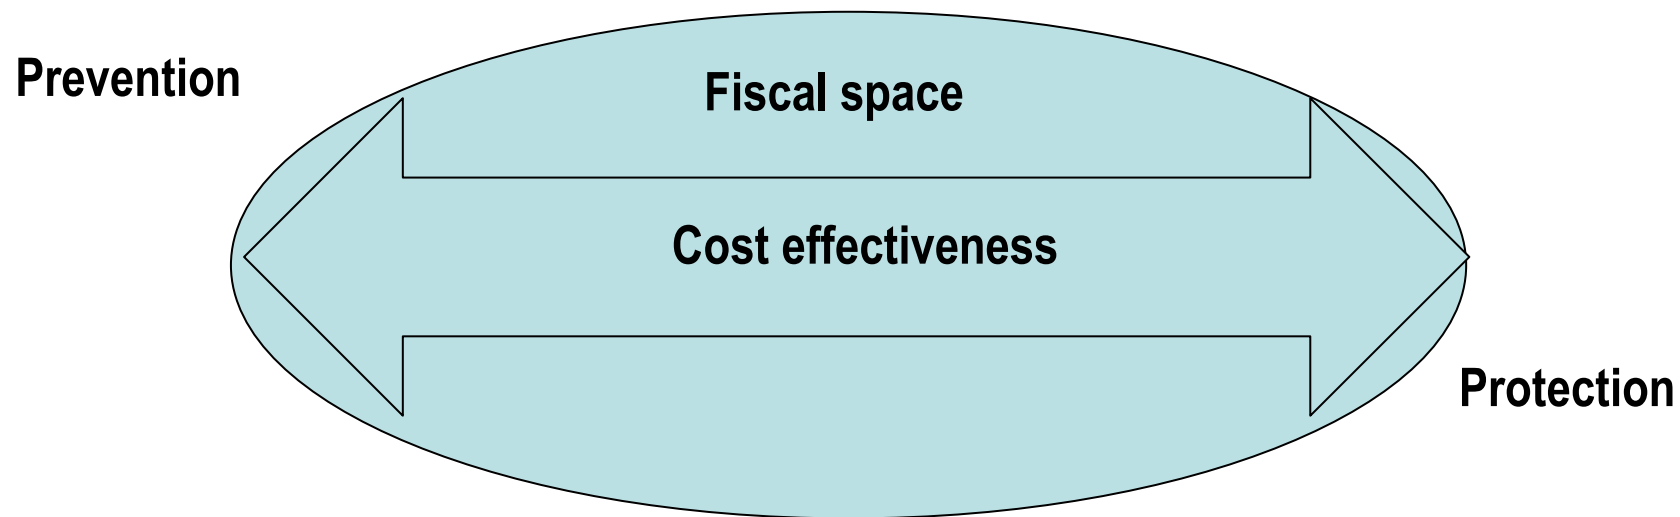 Prevention
Fiscal space
Cost effectiveness
Protection